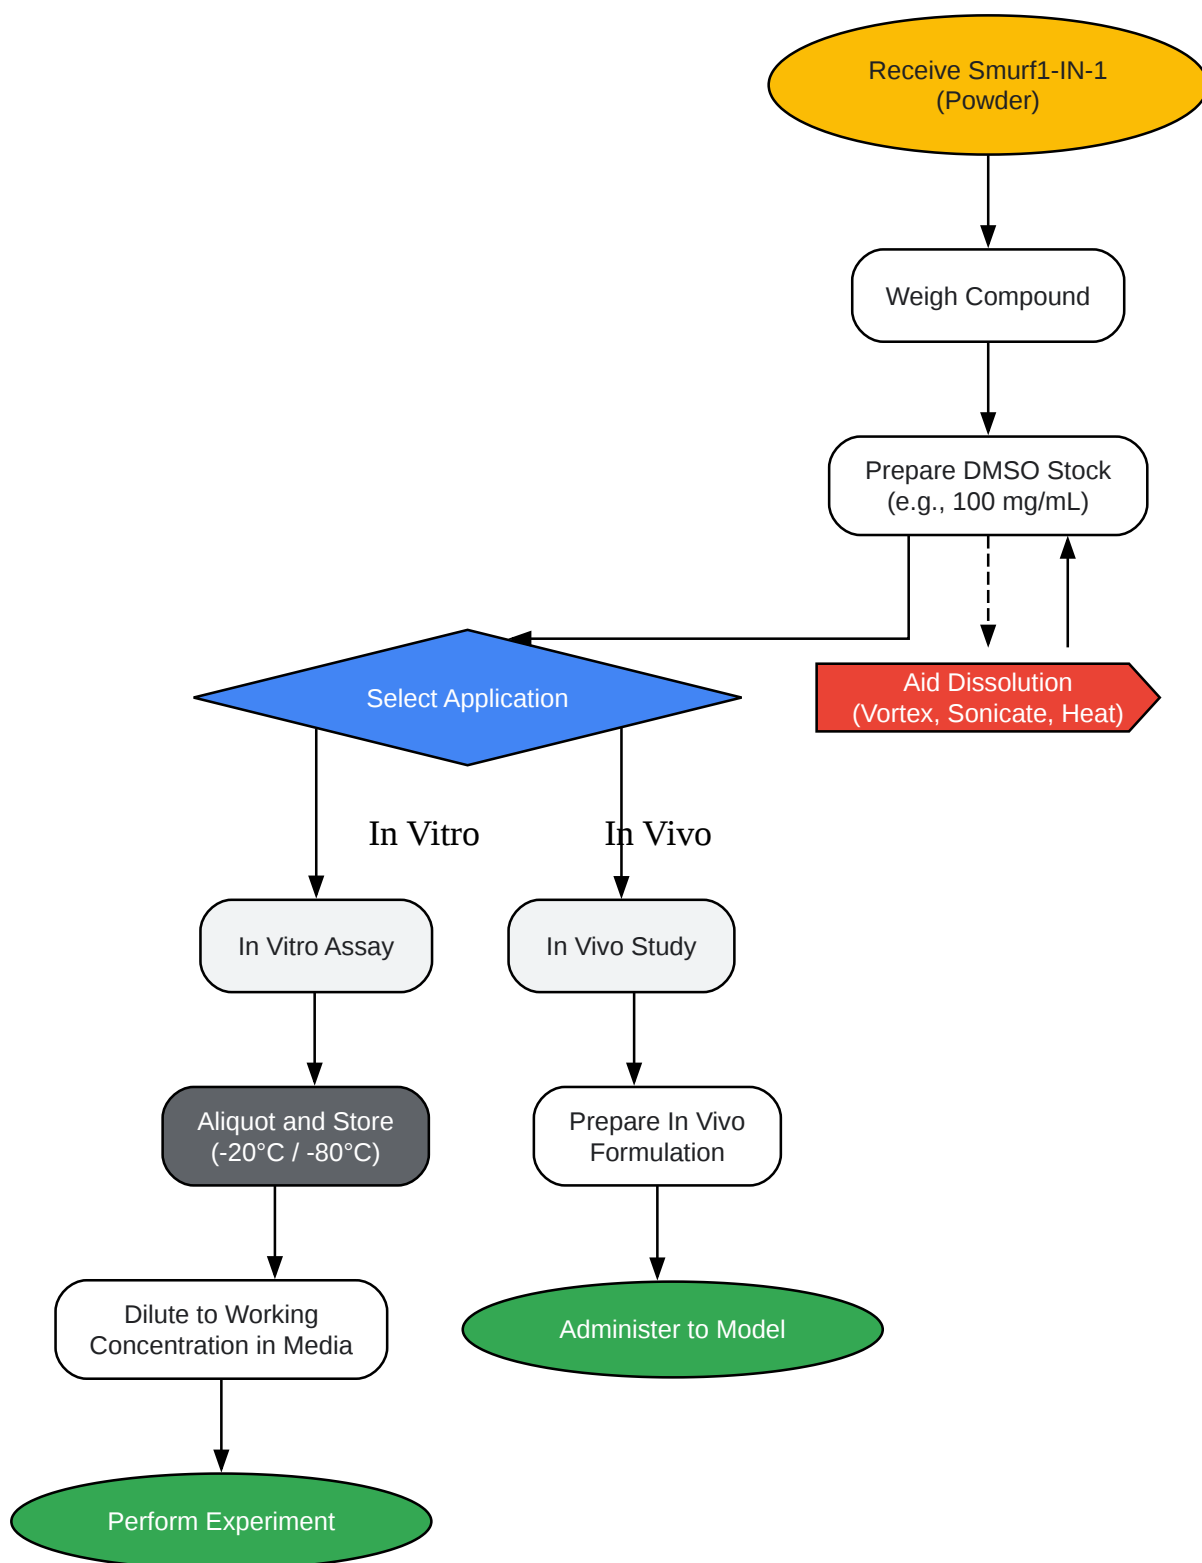 Receive Smurf1-IN-1
(Powder)
Weigh Compound
Prepare DMSO Stock
(e.g., 100 mg/mL)
Select Application
Aid Dissolution
(Vortex, Sonicate, Heat)
In Vitro
In Vivo
In Vitro Assay
In Vivo Study
Aliquot and Store
(-20°C / -80°C)
Prepare In Vivo
Formulation
Dilute to Working
Concentration in Media
Administer to Model
Perform Experiment